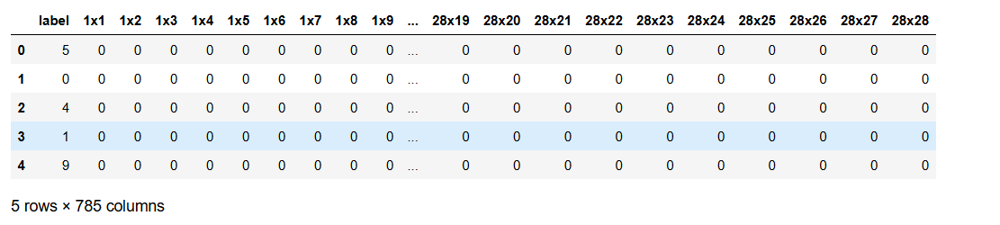 label 1x1 1x2 1x3 1x4 1x5 1x6 1x7 1x8 1x9 ... 28x19 28x20 28x21 28x22 28x23 28x24 28x25 28x26 28x27 28x28
0 5 0 0 0 0 0 0 0 0 0 ... 0 0 0 0 0 0 0 0 0 0
1 0 0 0 0 0 0 0 0 0 0 ... 0 0 0 0 0 0 0 0 0 0
2 4 0 0 0 0 0 0 0 0 0 ... 0 0 0 0 0 0 0 0 0 0
3 1 0 0 0 0 0 0 0 0 0 ... 0 0 0 0 0 0 0 0 0 0
4 9 0 0 0 0 0 0 0 0 0 ... 0 0 0 0 0 0 0 0 0 0
5 rows × 785 columns